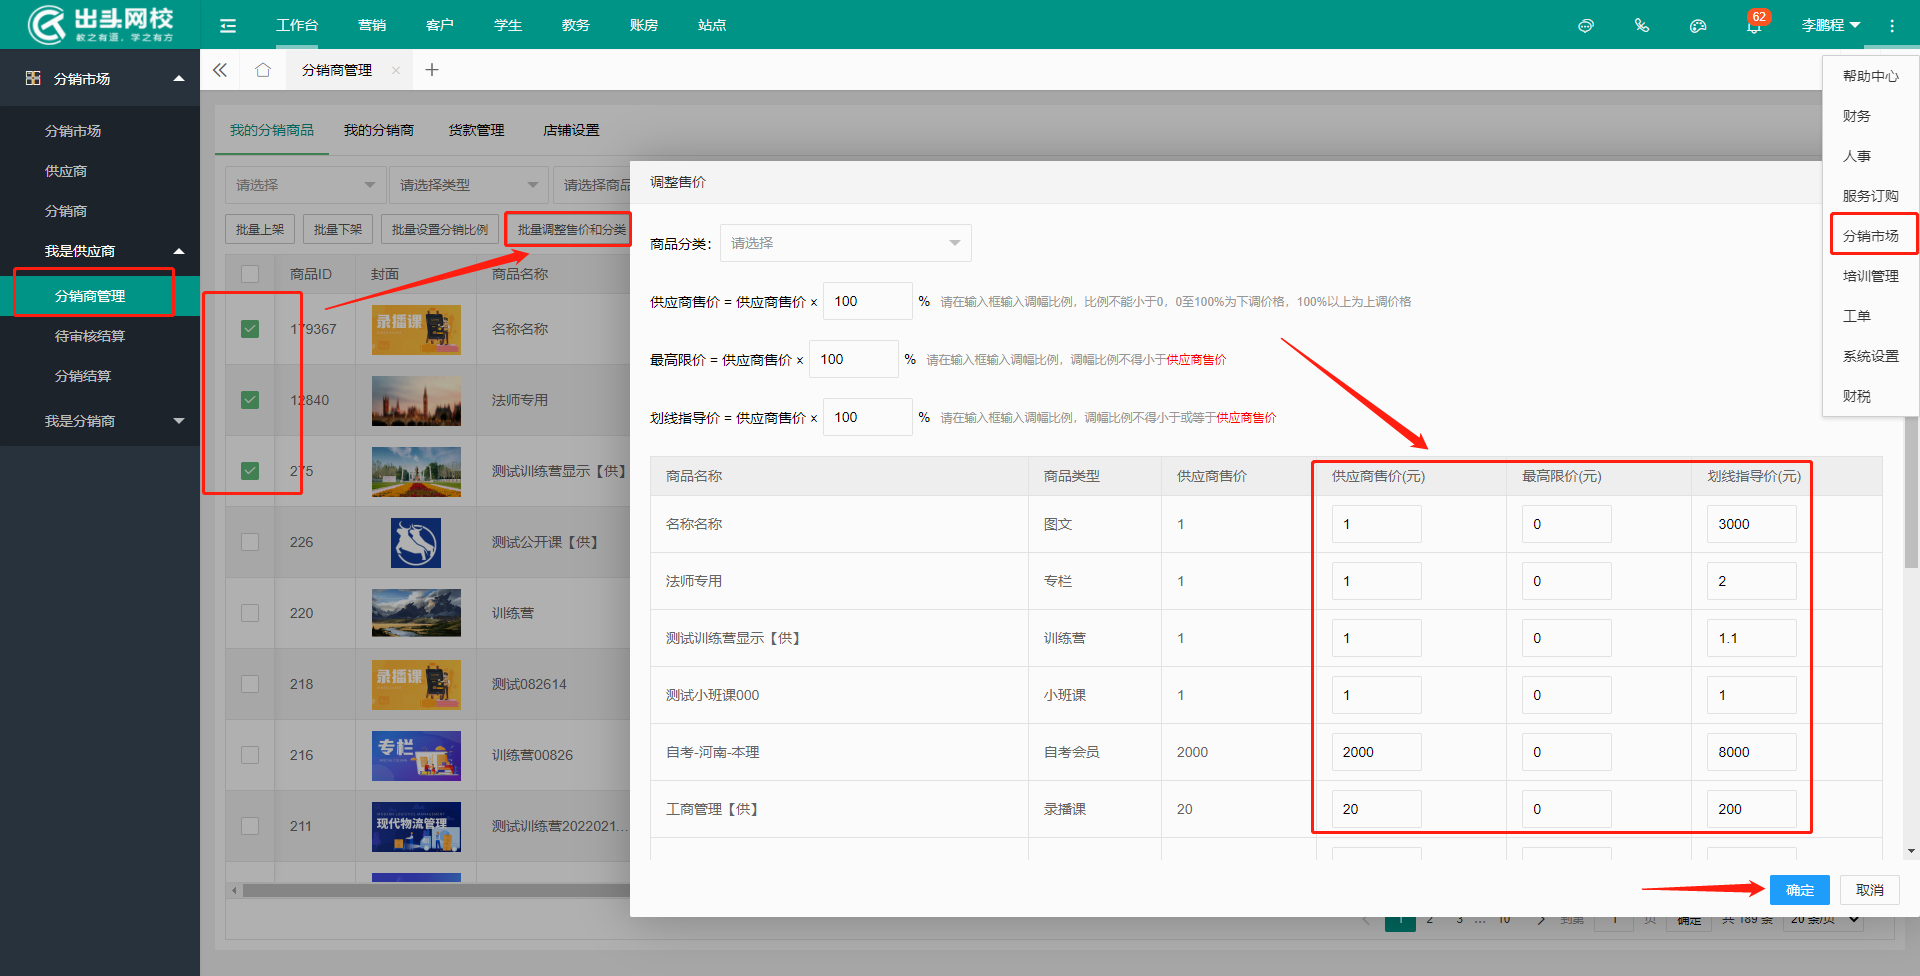 出头网校
教之有道，学之有方
工作台 营销 客户 学生 教务 账房 站点
62
李鹏程
分销市场
分销商管理
帮助中心
财务
人事
服务订购
分销市场
培训管理
工单
系统设置
财税
分销市场
供应商
分销商
我是供应商
分销商管理
待审核结算
分销结算
我是分销商
我的分销商品 我的分销商 货款管理 店铺设置
请选择 请选择类型 请选择商品
批量上架 批量下架 批量设置分销比例 批量调整售价和分类
商品ID 封面 商品名称
179367 录播课 名称名称
12840 法师专用
275 测试训练营显示【供】
226 测试公开课【供】
220 训练营
218 录播课 测试082614
216 专栏 训练营00826
211 现代物流管理 测试训练营2022021...
调整售价
商品分类： 请选择
供应商售价 = 供应商售价 × 100 % 请在输入框输入调幅比例，比例不能小于0，0至100%为下调价格，100%以上为上调价格
最高限价 = 供应商售价 × 100 % 请在输入框输入调幅比例，调幅比例不得小于供应商售价
划线指导价 = 供应商售价 × 100 % 请在输入框输入调幅比例，调幅比例不得小于或等于供应商售价
商品名称 商品类型 供应商售价 供应商售价(元) 最高限价(元) 划线指导价(元)
名称名称 图文 1 1 0 3000
法师专用 专栏 1 1 0 2
测试训练营显示【供】 训练营 1 1 0 1.1
测试小班课000 小班课 1 1 0 1
自考-河南-本理 自考会员 2000 2000 0 8000
工商管理【供】 录播课 20 20 0 200
确定 取消
1 2 3 ... 10 到第 1 页 确定 共 189 条 20 条/页